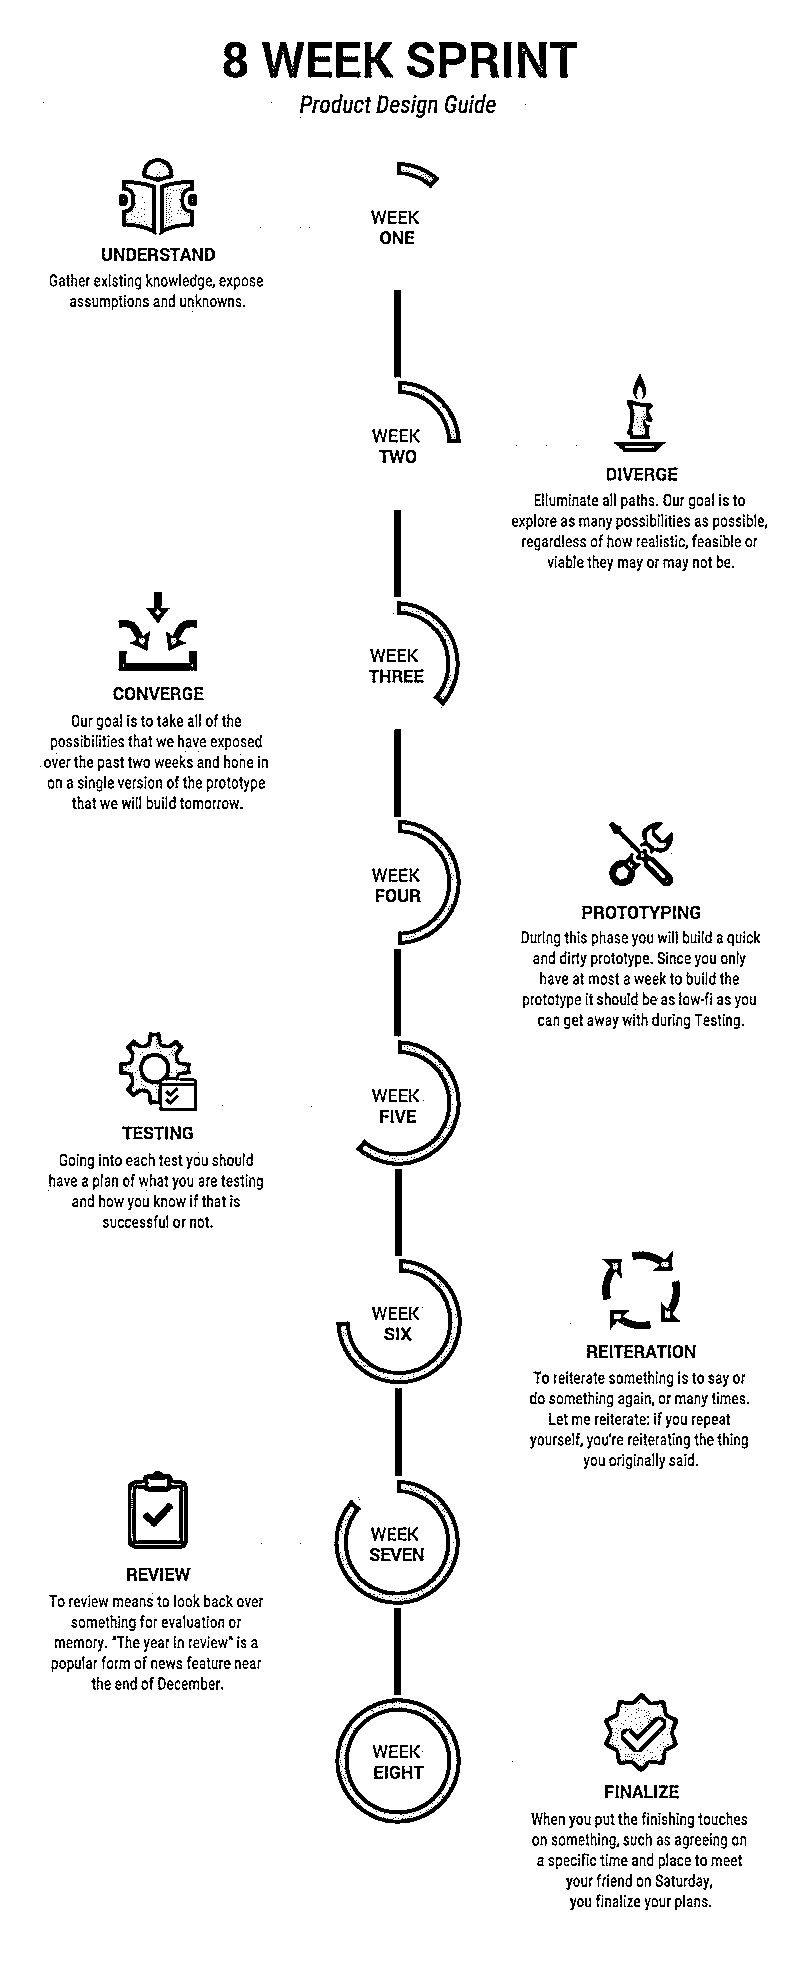 8 WEEK SPRINT
Product Design Guide
WEEK
ONE
UNDERSTAND
Gather existing knowledge, expose
assumptions and unknowns.
WEEK
TWO
DIVERGE
Elluminate all paths. Our goal is to
explore as many possibilities as possible,
regardless of how realistic, feasible or
viable they may or may not be.
WEEK
THREE
CONVERGE
Our goal is to take all of the
possibilities that we have exposed
over the past two weeks and hone in
on a single version of the prototype
that we will build tomorrow.
WEEK
FOUR
PROTOTYPING
During this phase you will build a quick
and dirty prototype. Since you only
have at most a week to build the
prototype it should be as low-fi as you
can get away with during Testing.
WEEK
FIVE
TESTING
Going into each test you should
have a plan of what you are testing
and how you know if that is
successful or not.
WEEK
SIX
REITERATION
To reiterate something is to say or
do something again, or many times.
Let me reiterate: if you repeat
yourself, you're reiterating the thing
you originally said.
WEEK
SEVEN
REVIEW
To review means to look back over
something for evaluation or
memory. "The year in review" is a
popular form of news feature near
the end of December.
WEEK
EIGHT
FINALIZE
When you put the finishing touches
on something, such as agreeing on
a specific time and place to meet
your friend on Saturday,
you finalize your plans.